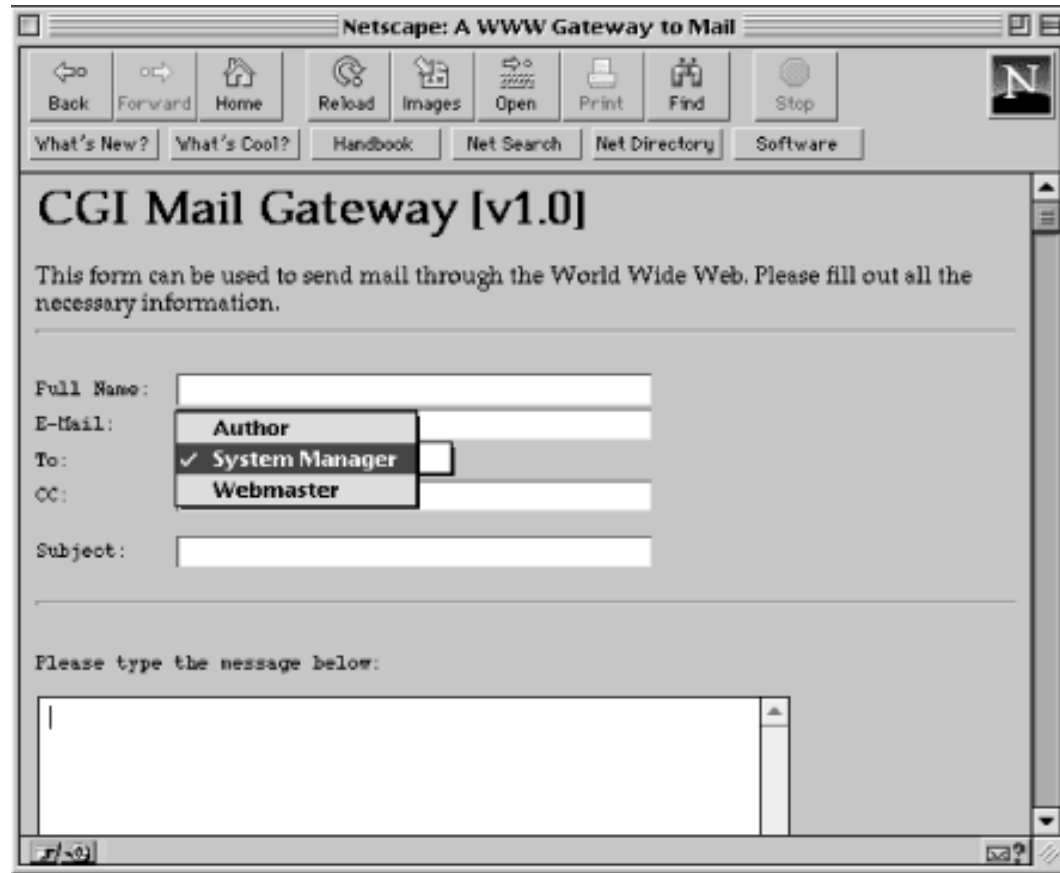 Netscape: A WWW Gateway to Mail
Back Forward Home Reload Images Open Print Find Stop
N
What's New? What's Cool? Handbook Net Search Net Directory Software
CGI Mail Gateway [v1.0]
This form can be used to send mail through the World Wide Web. Please fill out all the
necessary information.
Full Name:
E-Mail:
Author
To:
✓ System Manager
CC:
Webmaster
Subject:
Please type the message below:
?